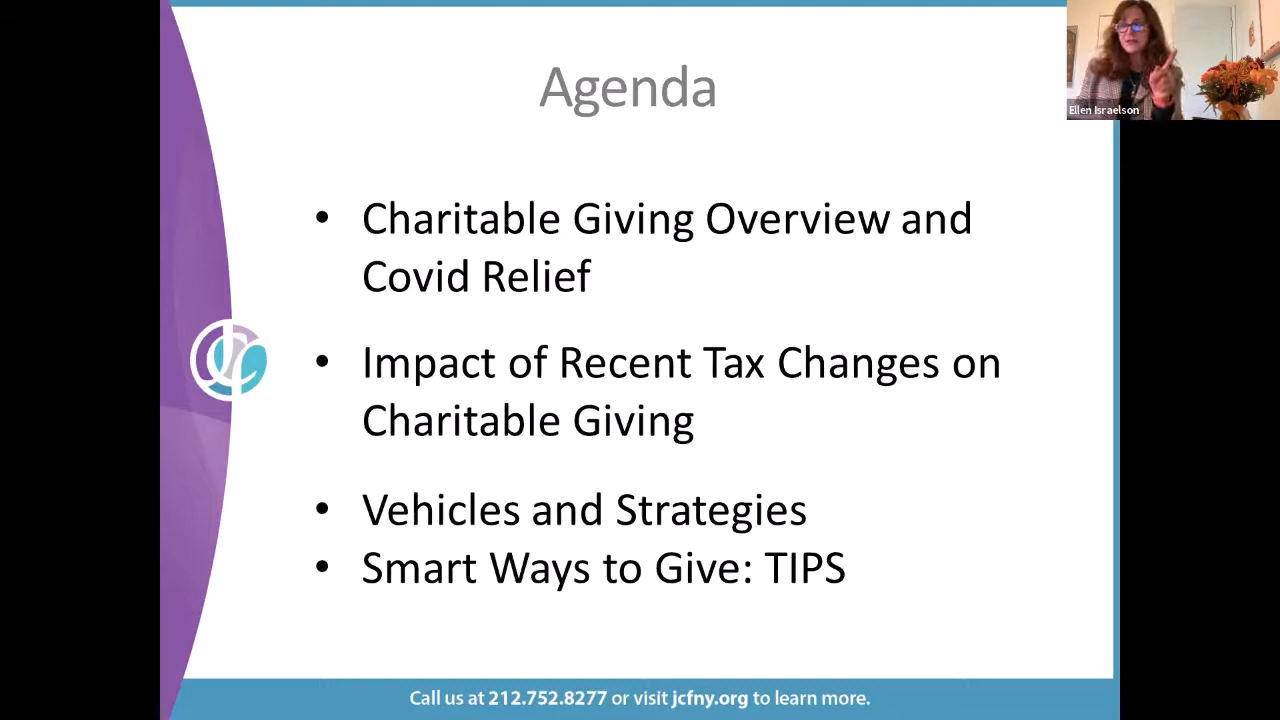 Agenda
Ellen Israelson
• Charitable Giving Overview and
Covid Relief
• Impact of Recent Tax Changes on
Charitable Giving
• Vehicles and Strategies
• Smart Ways to Give: TIPS
Call us at 212.752.8277 or visit jcfny.org to learn more.